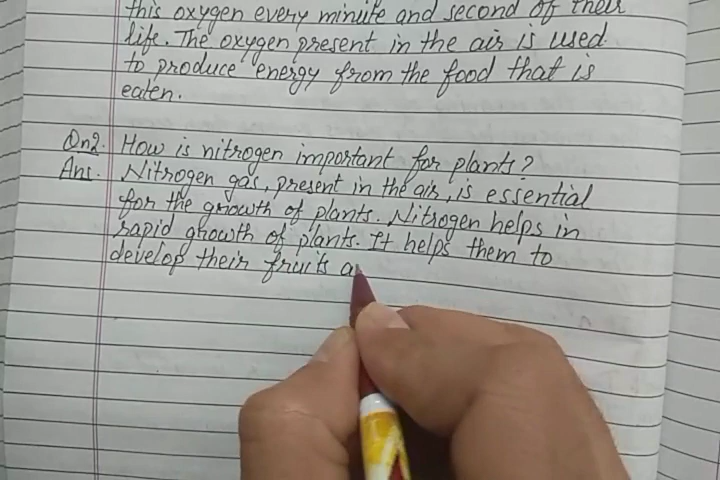 this oxygen every minute and second of their
life. The oxygen present in the air is used
to produce energy from the food that is
eaten.
Qn2. How is nitrogen important for plants?
Ans. Nitrogen gas, present in the air, is essential
for the growth of plants. Nitrogen helps in
rapid growth of plants. It helps them to
develop their fruits a